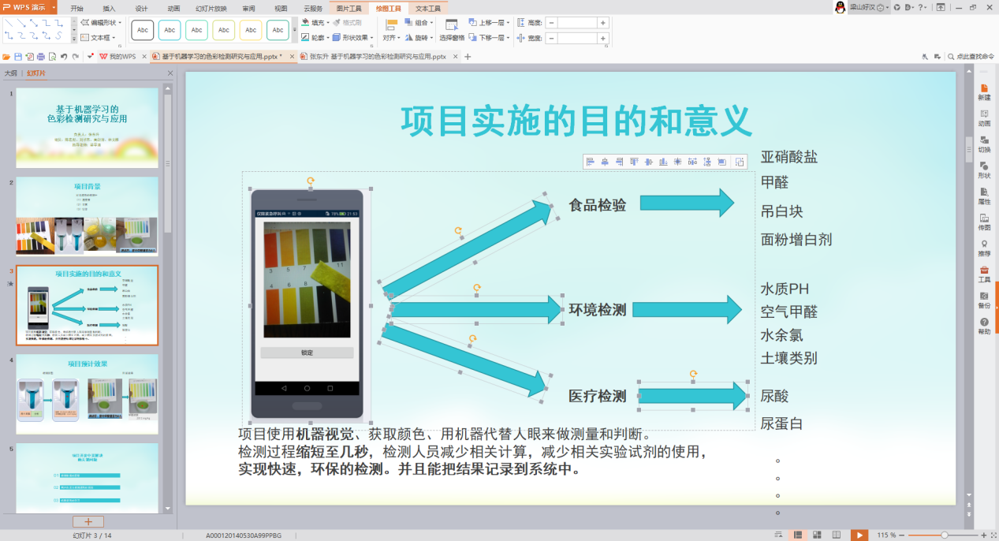 WPS 演示
开始 插入 设计 动画 幻灯片放映 审阅 视图 云服务 图片工具 绘图工具 文本工具
梁山好汉
编辑形状 Abc Abc Abc Abc Abc Abc 填充 格式刷 组合 上移一层 高度:
文本框 轮廓 形状效果 对齐 旋转 选择窗格 下移一层 宽度:
我的WPS 基于机器学习的色彩检测研究与应用.pptx * 张东升 基于机器学习的色彩检测研究与应用.pptx 点此查找命令
大纲 幻灯片
1
基于机器学习的
色彩检测研究与应用
2
项目背景
3
项目实施的目的和意义
4
项目预计效果
5
项目实施的目的和意义
亚硝酸盐
甲醛
食品检验
吊白块
面粉增白剂
仅限紧急呼叫 78% 21:53
3 5 7 11
4 6 8
锁定
水质PH
环境检测
空气甲醛
水余氯
土壤类别
医疗检测
尿酸
尿蛋白
。
。
。
。
项目使用机器视觉、获取颜色、用机器代替人眼来做测量和判断。
检测过程缩短至几秒，检测人员减少相关计算，减少相关实验试剂的使用，
实现快速，环保的检测。并且能把结果记录到系统中。
新建
动画
切换
形状
属性
传图
推荐
工具
备份
帮助
幻灯片 3 / 14 A000120140530A99PPBG 115 %